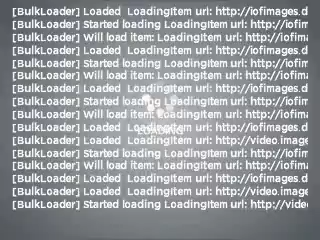 [BulkLoader] Loaded LoadingItem url: http://iofimages.d
[BulkLoader] Started loading LoadingItem url: http://iofim
[BulkLoader] Will load item: LoadingItem url: http://iofima
[BulkLoader] Loaded LoadingItem url: http://iofimages.d
[BulkLoader] Started loading LoadingItem url: http://iofim
[BulkLoader] Will load item: LoadingItem url: http://iofima
[BulkLoader] Loaded LoadingItem url: http://iofimages.d
[BulkLoader] Started loading LoadingItem url: http://iofim
[BulkLoader] Will load item: LoadingItem url: http://iofima
[BulkLoader] Loaded LoadingItem url: http://iofimages.d
LOADING
[BulkLoader] Loaded LoadingItem url: http://video.image
[BulkLoader] Started loading LoadingItem url: http://iofim
[BulkLoader] Will load item: LoadingItem url: http://iofima
[BulkLoader] Loaded LoadingItem url: http://iofimages.d
[BulkLoader] Loaded LoadingItem url: http://video.image
[BulkLoader] Started loading LoadingItem url: http://vide